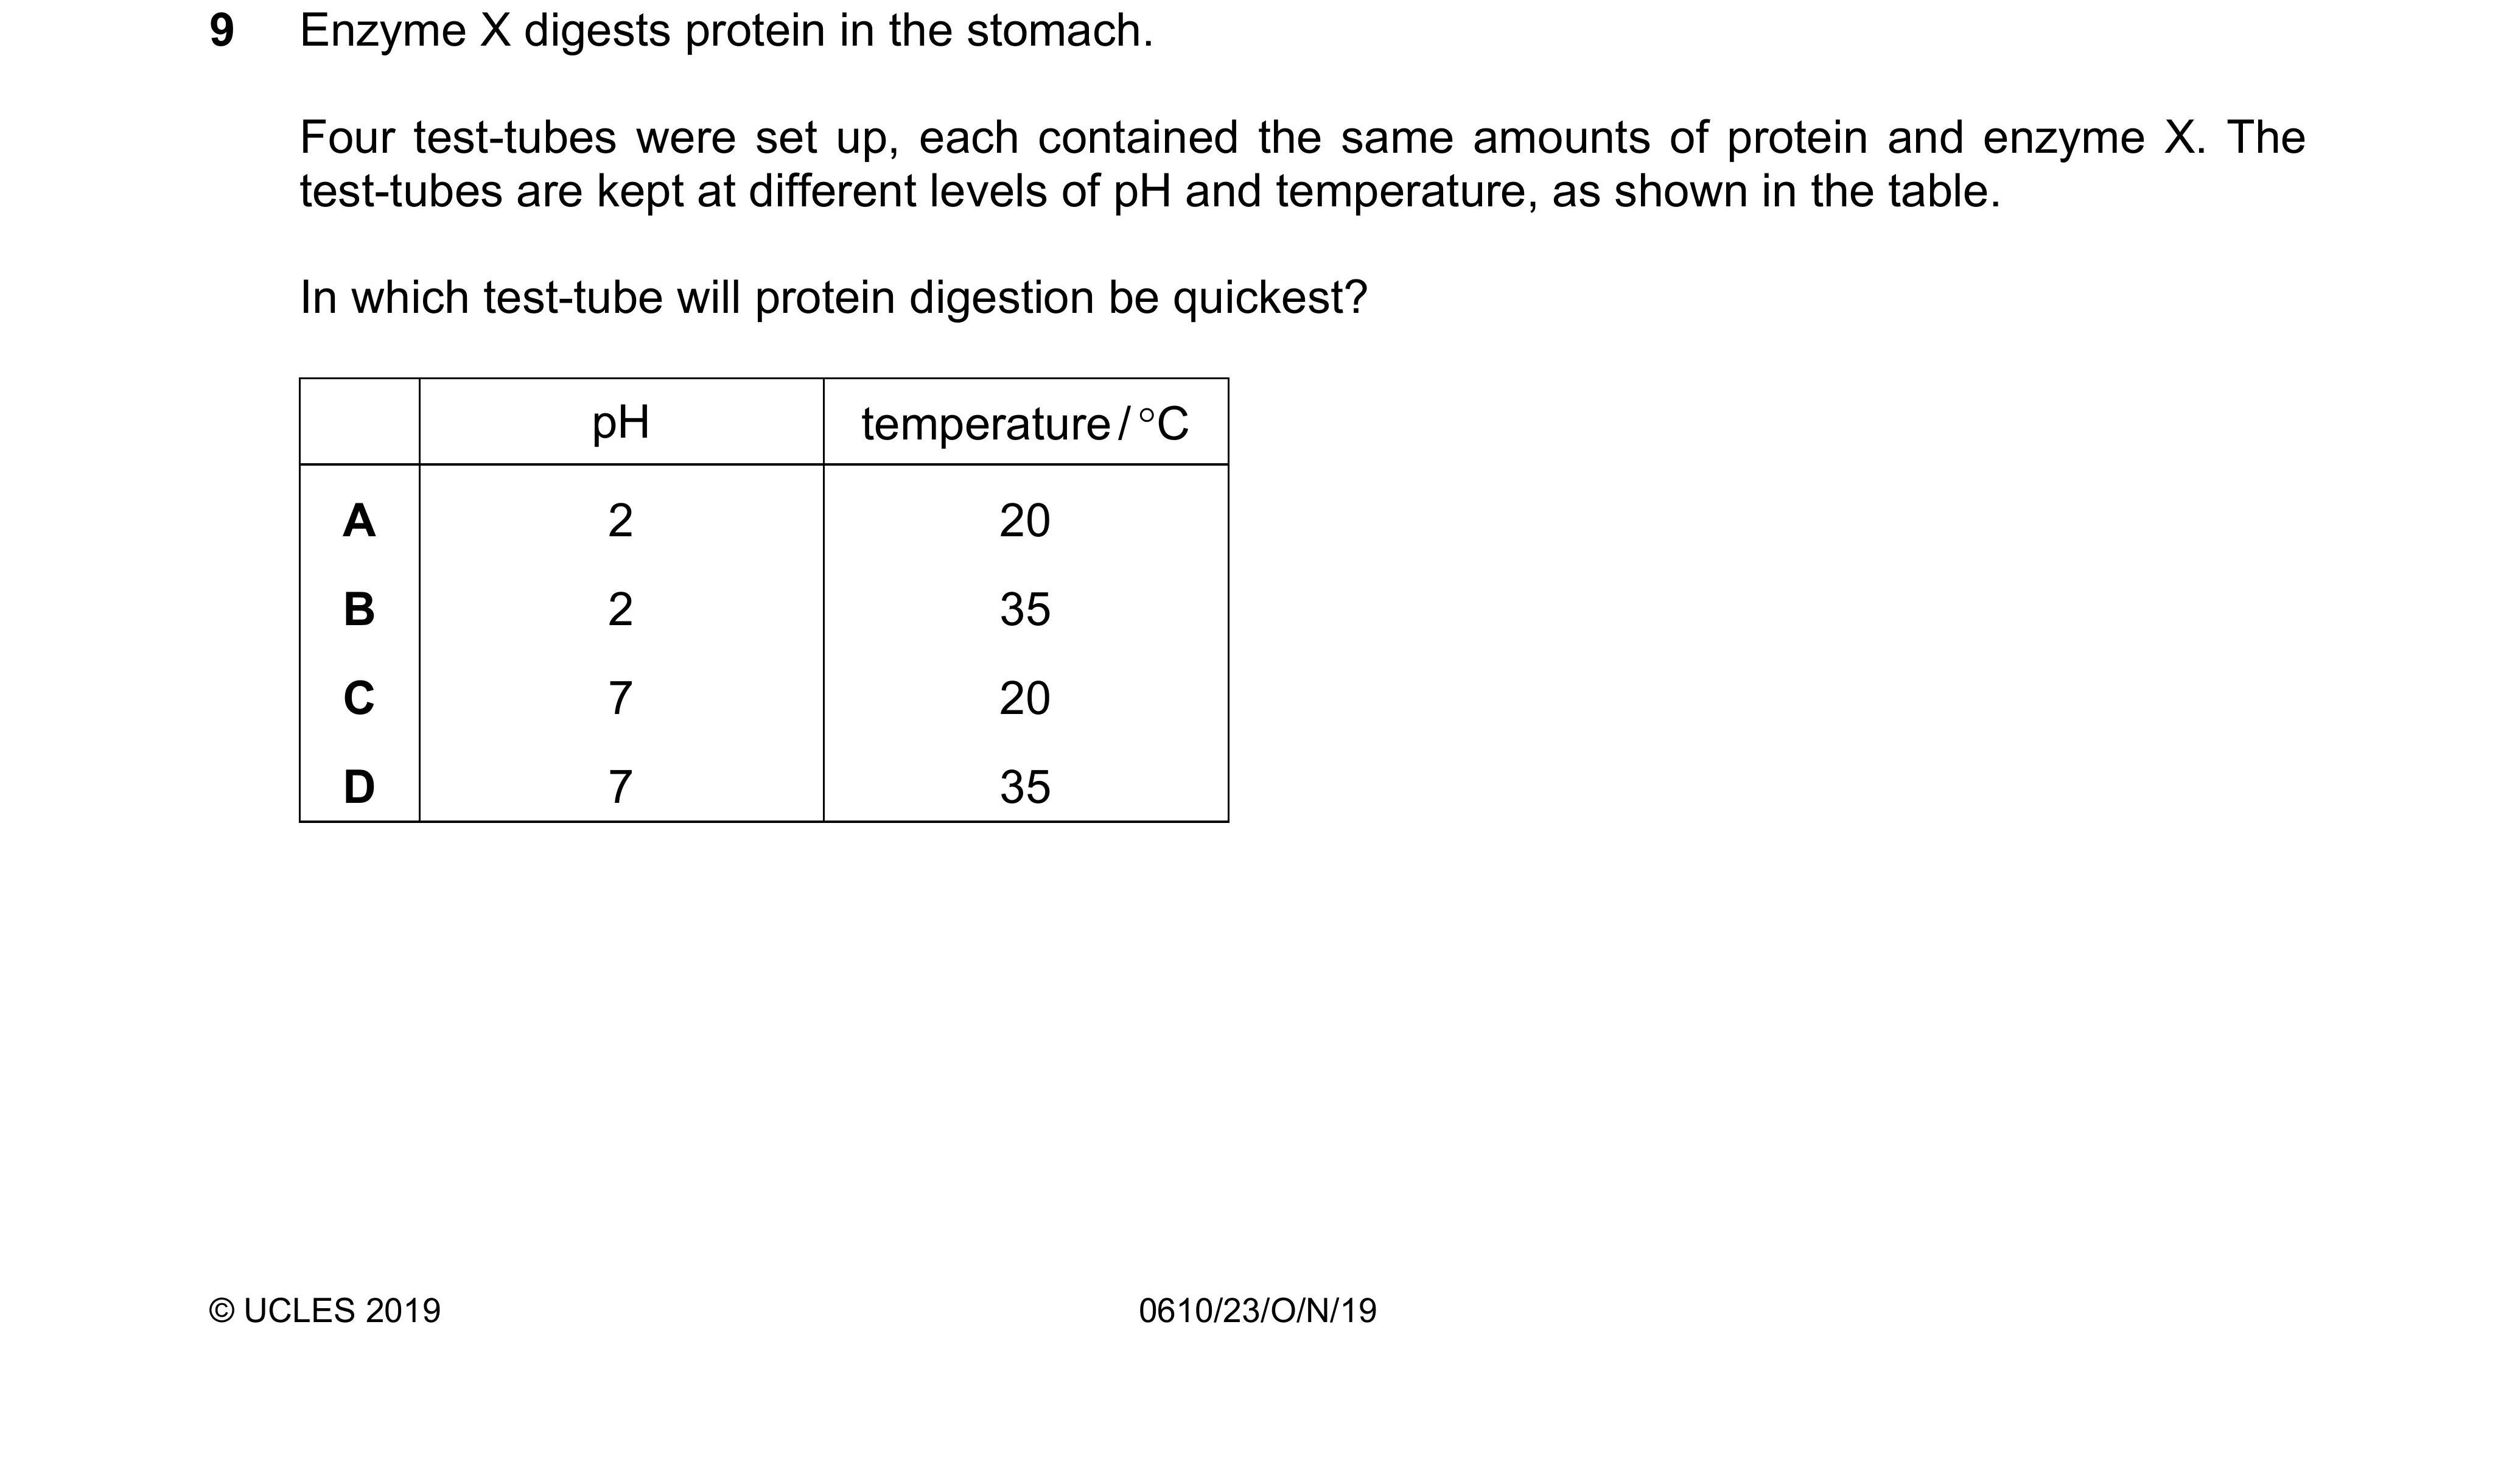 9 Enzyme X digests protein in the stomach.
Four test-tubes were set up, each contained the same amounts of protein and enzyme X. The
test-tubes are kept at different levels of pH and temperature, as shown in the table.
In which test-tube will protein digestion be quickest?
pH temperature / °C
A 2 20
B 2 35
C 7 20
D 7 35
© UCLES 2019 0610/23/O/N/19